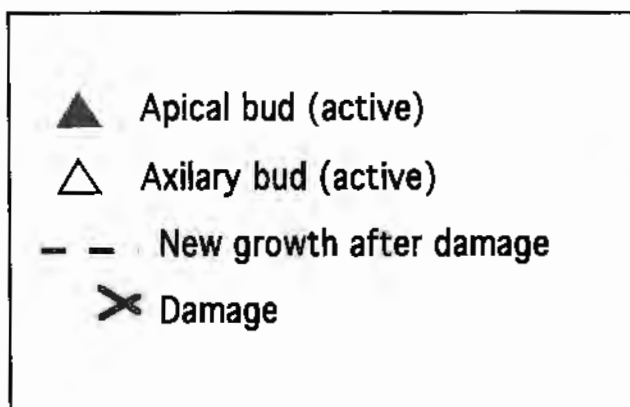 Apical bud (active)
Axilary bud (active)
New growth after damage
Damage